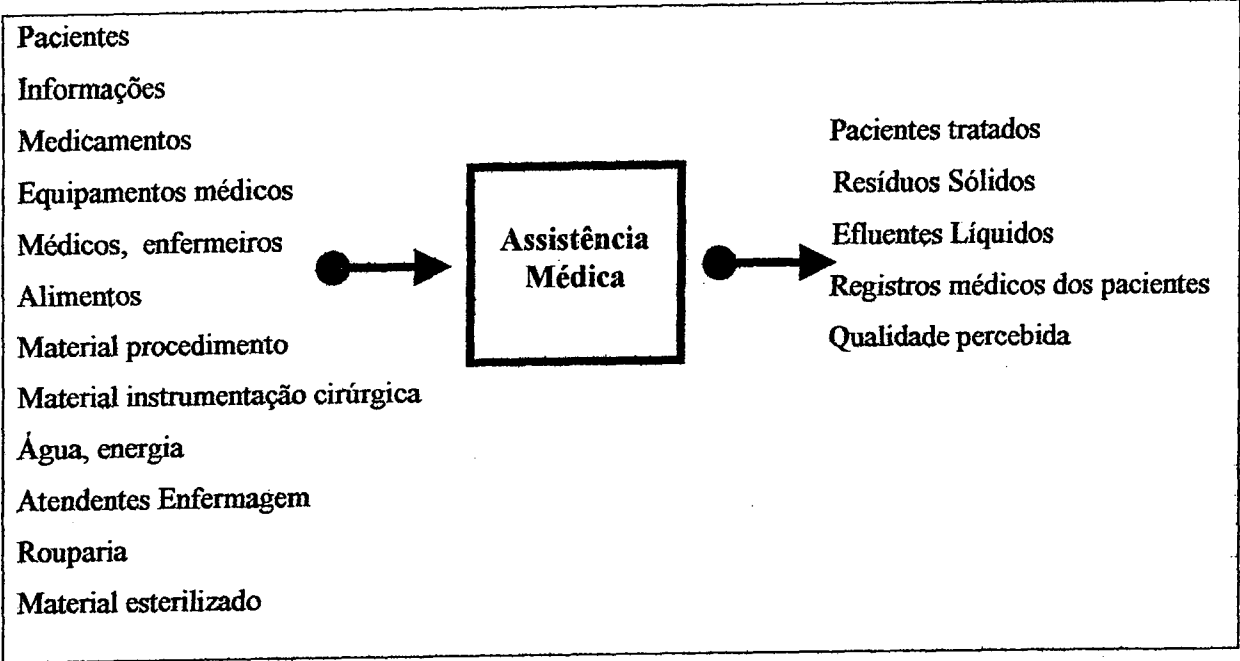 Pacientes
Informações
Medicamentos
Equipamentos médicos
Médicos, enfermeiros
Alimentos
Material procedimento
Material instrumentação cirúrgica
Água, energia
Atendentes Enfermagem
Rouparia
Material esterilizado
Assistência
Médica
Pacientes tratados
Resíduos Sólidos
Efluentes Líquidos
Registros médicos dos pacientes
Qualidade percebida